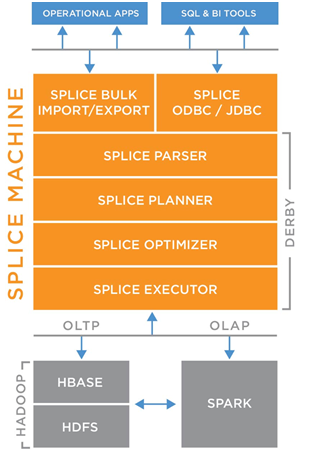 OPERATIONAL APPS
SQL & BI TOOLS
SPLICE MACHINE
SPLICE BULK
IMPORT/EXPORT
SPLICE
ODBC / JDBC
SPLICE PARSER
SPLICE PLANNER
SPLICE OPTIMIZER
SPLICE EXECUTOR
DERBY
OLTP
OLAP
HADOOP
HBASE
HDFS
SPARK